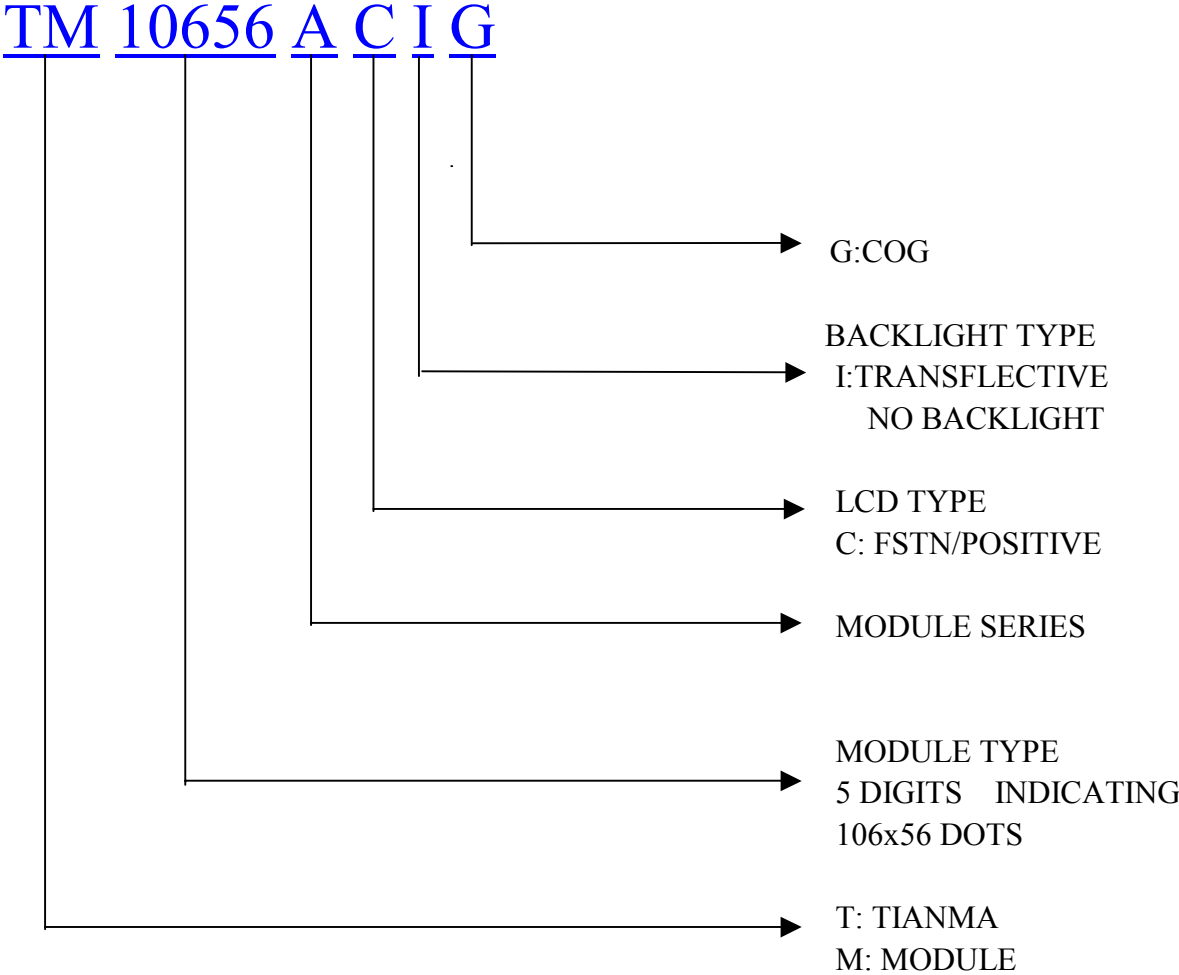 TM 10656 A C I G
G:COG
BACKLIGHT TYPE
I:TRANSFLECTIVE
NO BACKLIGHT
LCD TYPE
C: FSTN/POSITIVE
MODULE SERIES
MODULE TYPE
5 DIGITS INDICATING
106x56 DOTS
T: TIANMA
M: MODULE